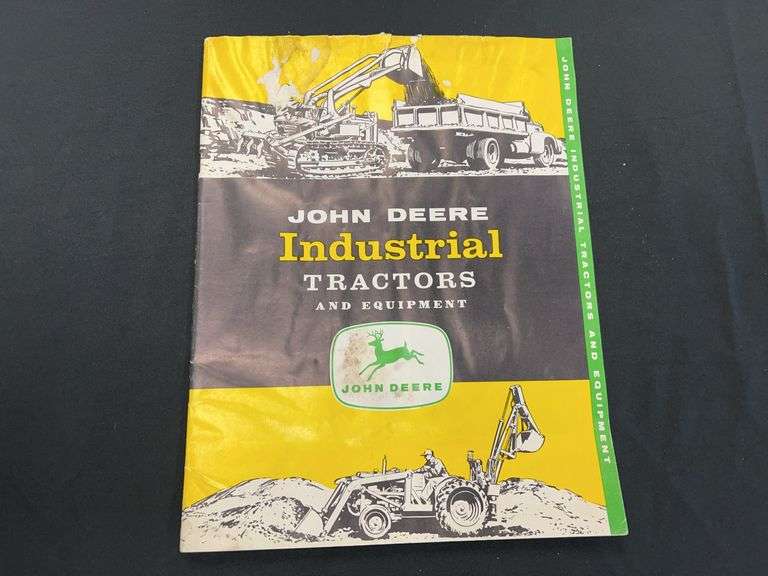 JOHN DEERE
Industrial
TRACTORS
AND EQUIPMENT
JOHN DEERE
JOHN DEERE INDUSTRIAL TRACTORS AND EQUIPMENT